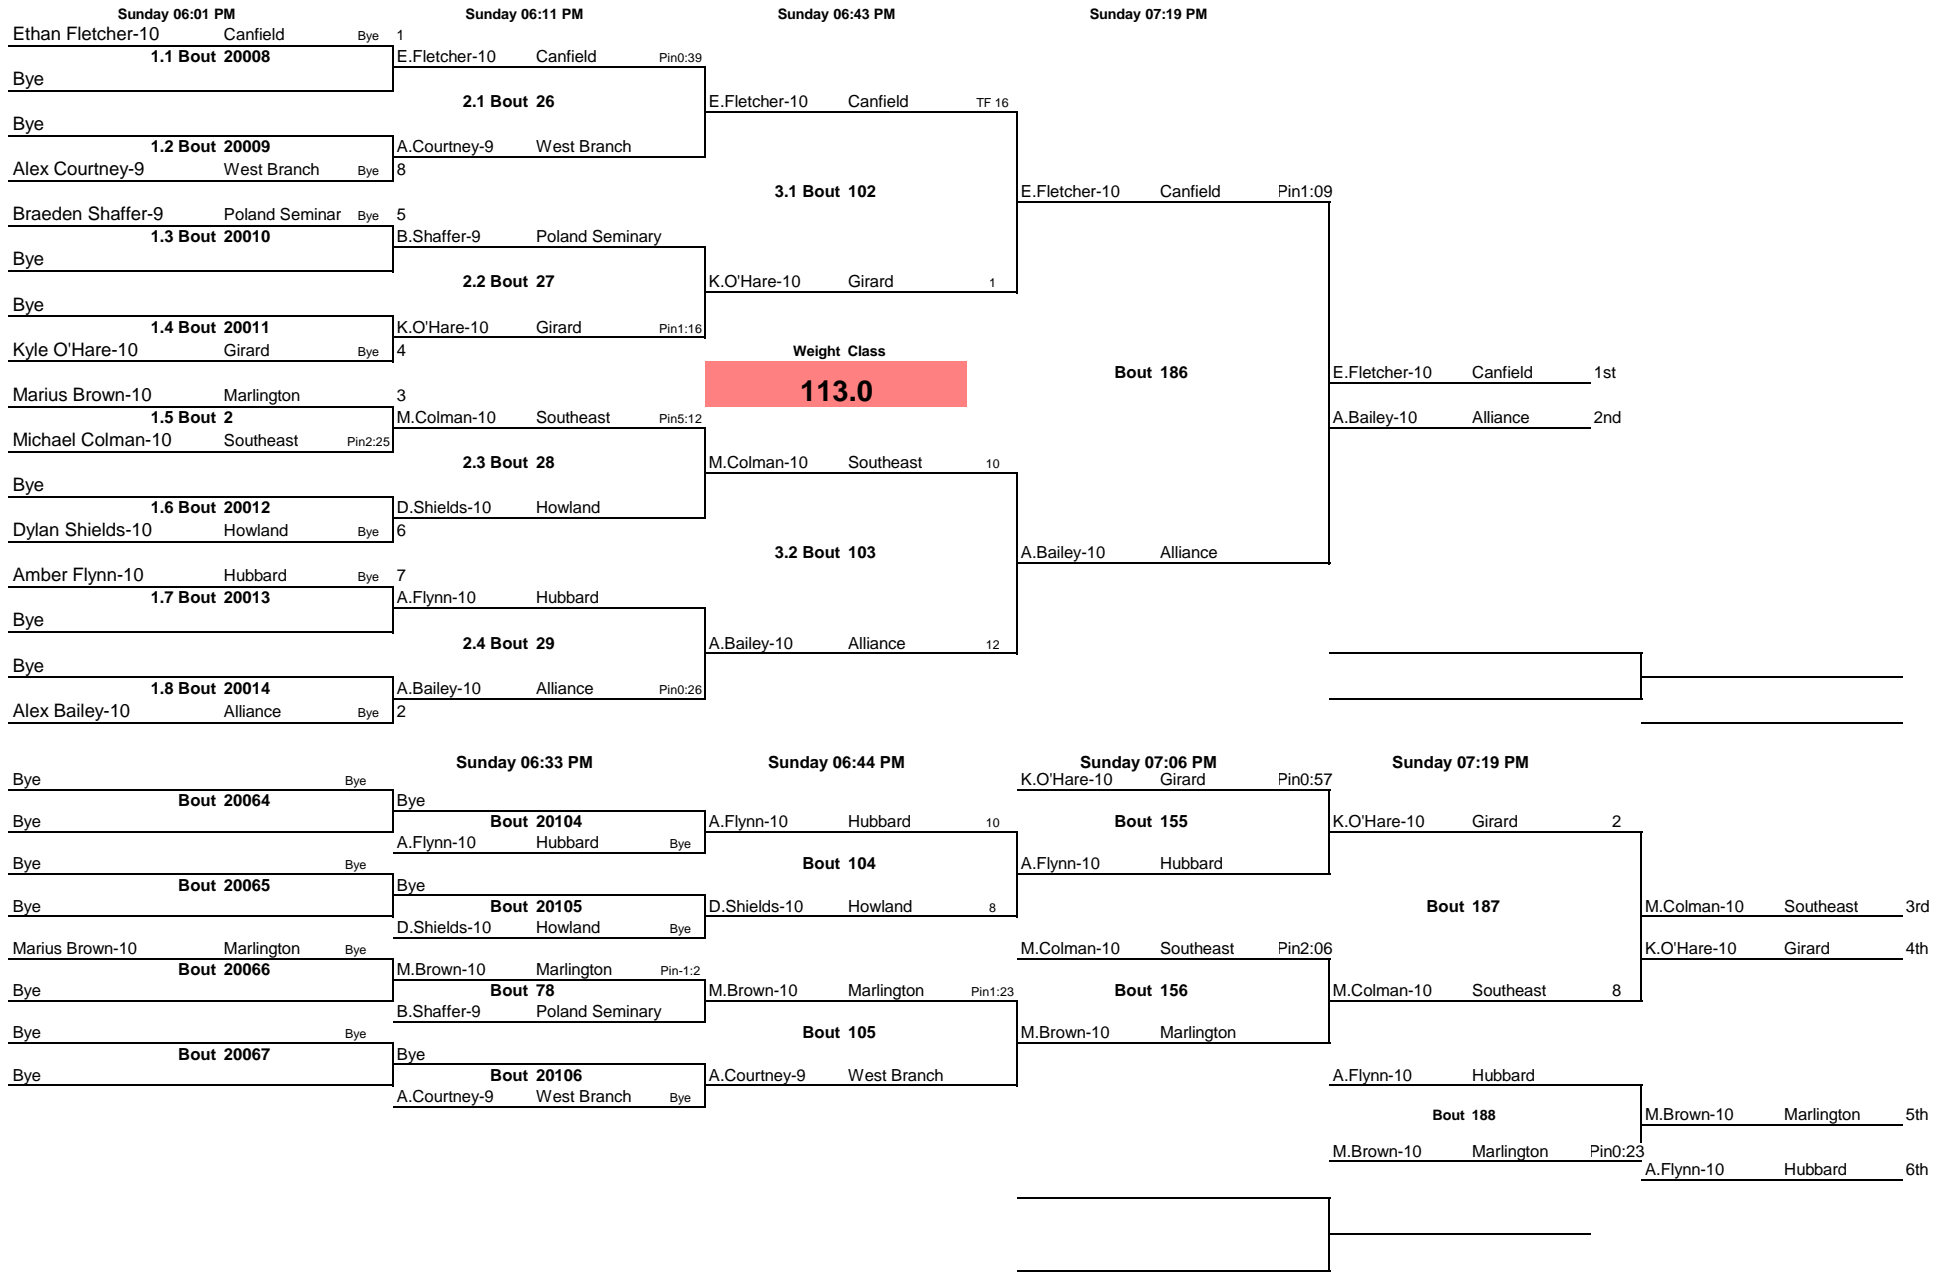 Sunday 06:01 PM Sunday 06:11 PM Sunday 06:43 PM Sunday 07:19 PM
Ethan Fletcher-10 Canfield Bye 1
1.1 Bout 20008 E.Fletcher-10 Canfield Pin0:39
Bye
2.1 Bout 26 E.Fletcher-10 Canfield TF 16
Bye
1.2 Bout 20009 A.Courtney-9 West Branch
Alex Courtney-9 West Branch Bye 8
3.1 Bout 102 E.Fletcher-10 Canfield Pin1:09
Braeden Shaffer-9 Poland Seminar Bye 5
1.3 Bout 20010 B.Shaffer-9 Poland Seminary
Bye
2.2 Bout 27 K.O'Hare-10 Girard 1
Bye
1.4 Bout 20011 K.O'Hare-10 Girard Pin1:16
Kyle O'Hare-10 Girard Bye 4 Weight Class
Bout 186 E.Fletcher-10 Canfield 1st
Marius Brown-10 Marlington 3 113.0
1.5 Bout 2 M.Colman-10 Southeast Pin5:12 A.Bailey-10 Alliance 2nd
Michael Colman-10 Southeast Pin2:25
2.3 Bout 28 M.Colman-10 Southeast 10
Bye
1.6 Bout 20012 D.Shields-10 Howland
Dylan Shields-10 Howland Bye 6
3.2 Bout 103 A.Bailey-10 Alliance
Amber Flynn-10 Hubbard Bye 7
1.7 Bout 20013 A.Flynn-10 Hubbard
Bye
2.4 Bout 29 A.Bailey-10 Alliance 12
Bye
1.8 Bout 20014 A.Bailey-10 Alliance Pin0:26
Alex Bailey-10 Alliance Bye 2
Sunday 06:33 PM Sunday 06:44 PM Sunday 07:06 PM Sunday 07:19 PM
Bye Bye K.O'Hare-10 Girard Pin0:57
Bout 20064 Bye
Bye Bout 20104 A.Flynn-10 Hubbard 10 Bout 155 K.O'Hare-10 Girard 2
A.Flynn-10 Hubbard Bye
Bye Bye Bout 104 A.Flynn-10 Hubbard
Bout 20065 Bye
Bye Bout 20105 D.Shields-10 Howland 8 Bout 187 M.Colman-10 Southeast 3rd
D.Shields-10 Howland Bye
Marius Brown-10 Marlington Bye M.Colman-10 Southeast Pin2:06 K.O'Hare-10 Girard 4th
Bout 20066 M.Brown-10 Marlington Pin-1:2
Bye Bout 78 M.Brown-10 Marlington Pin1:23 Bout 156 M.Colman-10 Southeast 8
B.Shaffer-9 Poland Seminary
Bye Bye Bout 105 M.Brown-10 Marlington
Bout 20067 Bye
Bye Bout 20106 A.Courtney-9 West Branch A.Flynn-10 Hubbard
A.Courtney-9 West Branch Bye
Bout 188 M.Brown-10 Marlington 5th
M.Brown-10 Marlington Pin0:23
A.Flynn-10 Hubbard 6th